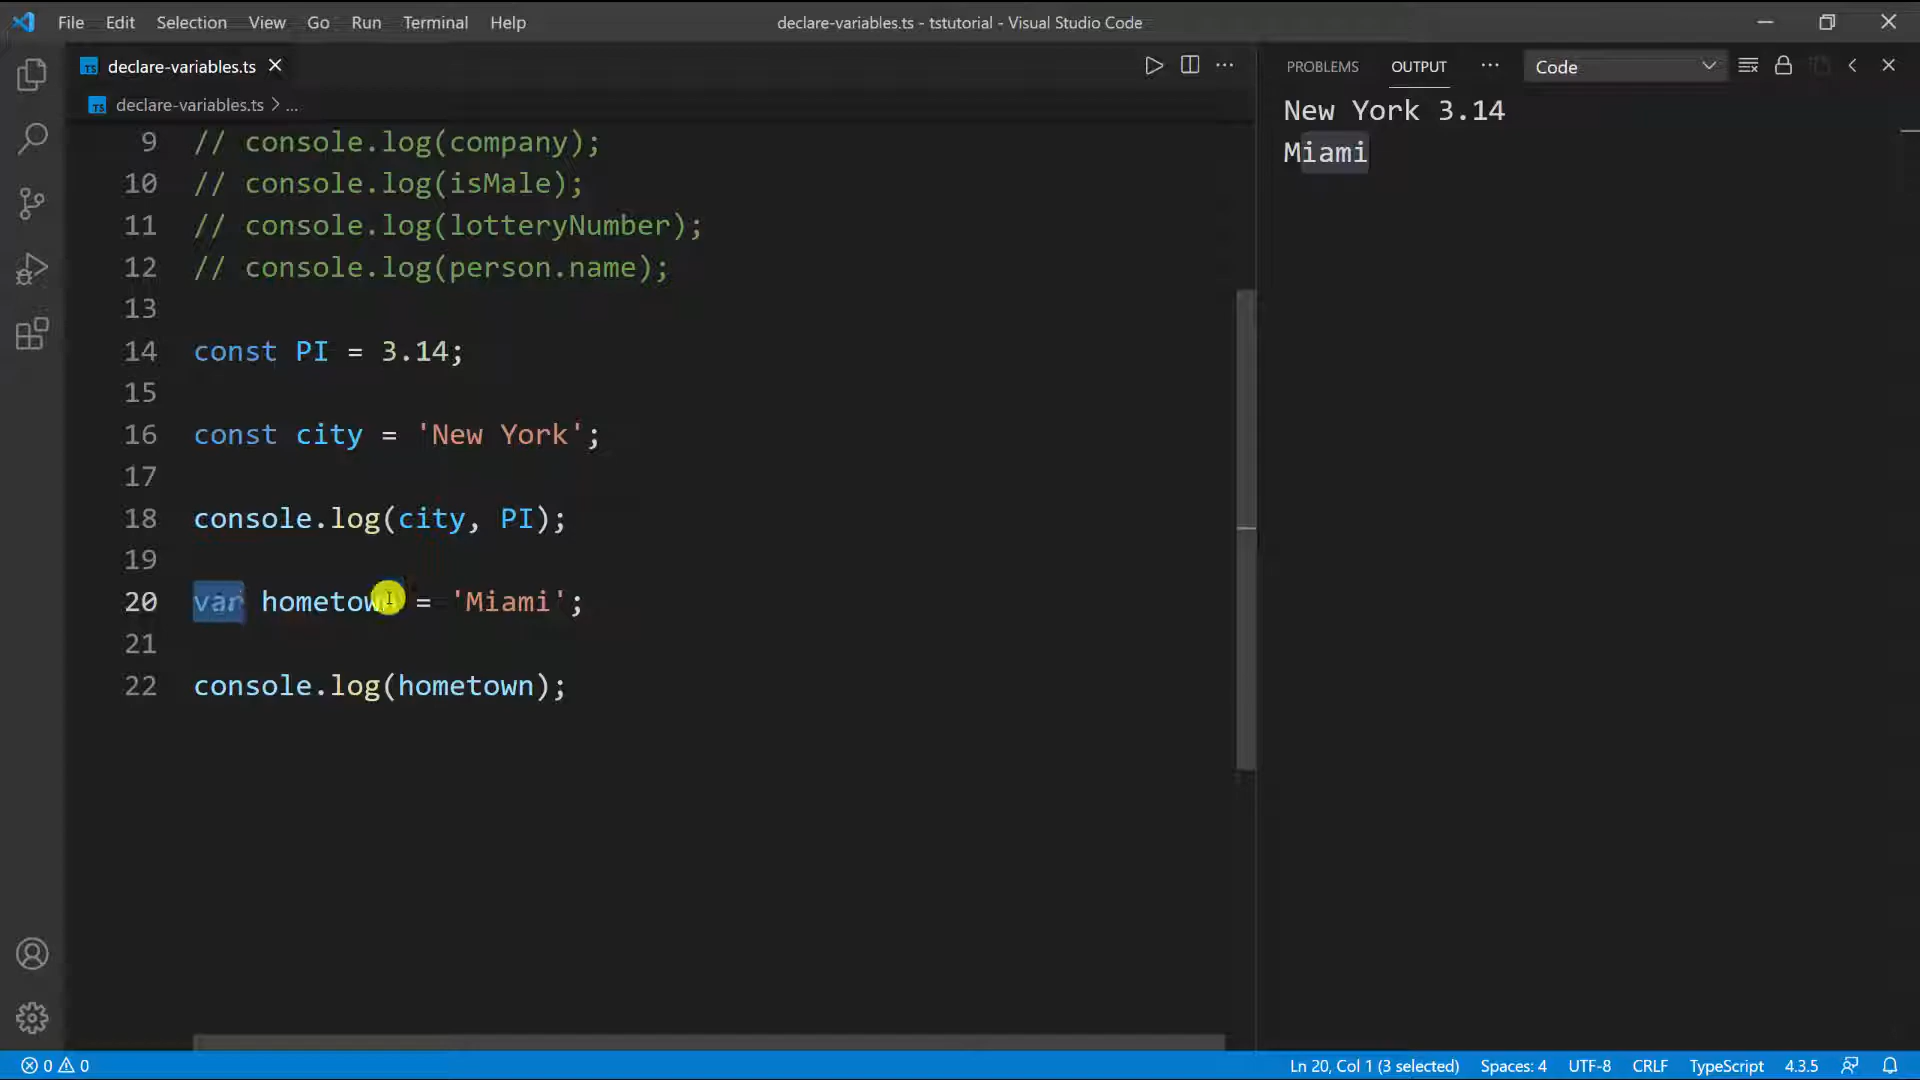 File Edit Selection View Go Run Terminal Help declare-variables.ts - tstutorial - Visual Studio Code
TS declare-variables.ts
TS declare-variables.ts > ...
PROBLEMS OUTPUT ... Code
9 // console.log(company);
10 // console.log(isMale);
11 // console.log(lotteryNumber);
12 // console.log(person.name);
13
14 const PI = 3.14;
15
16 const city = 'New York';
17
18 console.log(city, PI);
19
20 var hometown = 'Miami';
21
22 console.log(hometown);
New York 3.14
Miami
0 0 Ln 20, Col 1 (3 selected) Spaces: 4 UTF-8 CRLF TypeScript 4.3.5